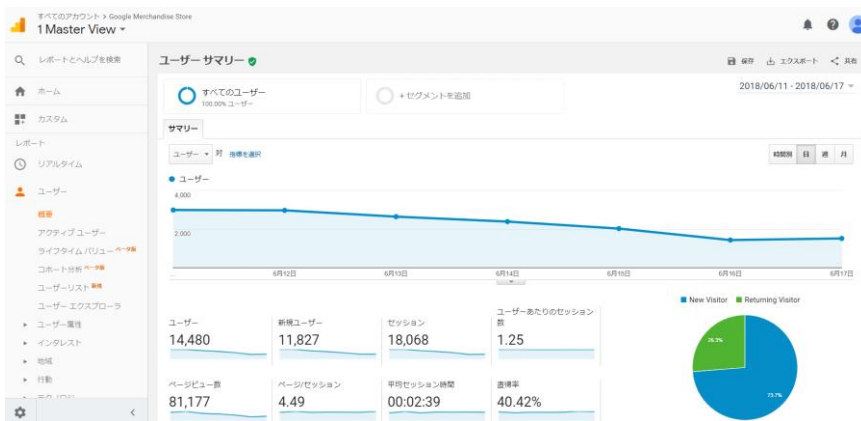 すべてのアカウント > Google Merchandise Store
1 Master View
レポートとヘルプを検索
ホーム
カスタム
レポート
リアルタイム
ユーザー
概要
アクティブ ユーザー
ライフタイム バリュー ベータ版
コホート分析 ベータ版
ユーザーリスト 新規
ユーザー エクスプローラ
ユーザー属性
インタレスト
地域
行動
ユーザー サマリー
保存 エクスポート 共有
すべてのユーザー
100.00% ユーザー
+ セグメントを追加
2018/06/11 - 2018/06/17
サマリー
ユーザー 対 指標を選択
時間別 日 週 月
ユーザー
4,000
2,000
... 6月12日 6月13日 6月14日 6月15日 6月16日 6月17日
New Visitor Returning Visitor
ユーザー
14,480
新規ユーザー
11,827
セッション
18,068
ユーザーあたりのセッション
数
1.25
ページビュー数
81,177
ページ/セッション
4.49
平均セッション時間
00:02:39
直帰率
40.42%
26.3%
73.7%